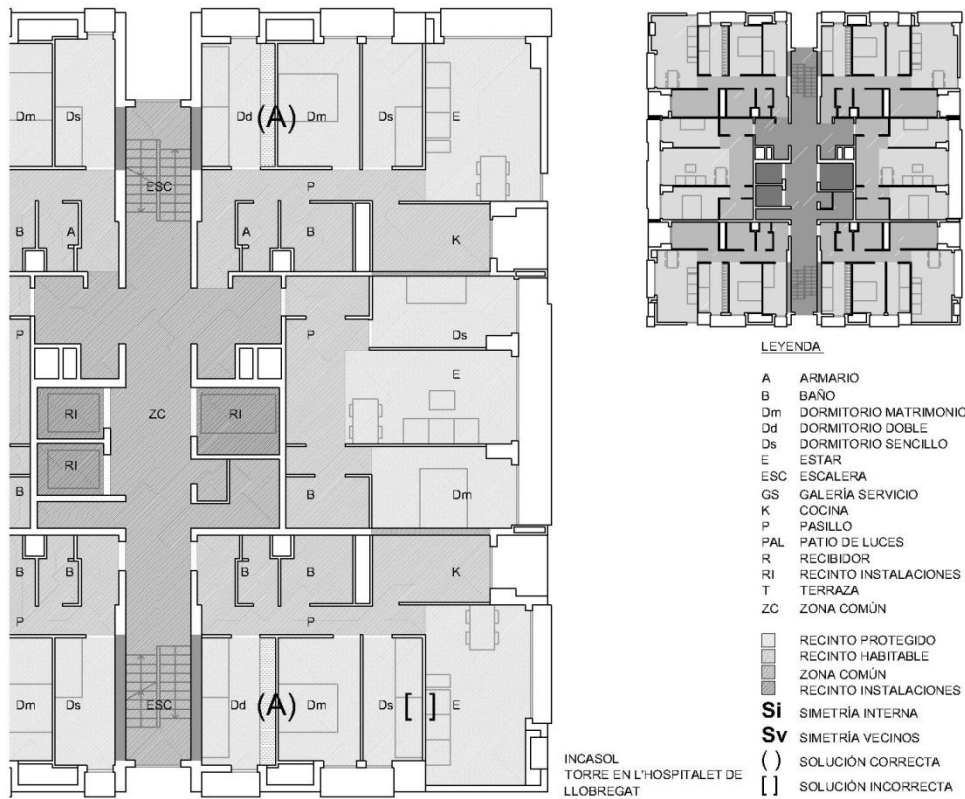 Dm Ds Dd (A) Dm Ds E
ESC P
B A A B K
P P Ds
E
RI ZC RI
RI Dm
B B
B B B B K
P P
Dm Ds ESC Dd (A) Dm Ds [ ] E
INCASOL
TORRE EN L'HOSPITALET DE
LLOBREGAT
LEYENDA
A ARMARIO
B BAÑO
Dm DORMITORIO MATRIMONIO
Dd DORMITORIO DOBLE
Ds DORMITORIO SENCILLO
E ESTAR
ESC ESCALERA
GS GALERÍA SERVICIO
K COCINA
P PASILLO
PAL PATIO DE LUCES
R RECIBIDOR
RI RECINTO INSTALACIONES
T TERRAZA
ZC ZONA COMÚN
RECINTO PROTEGIDO
RECINTO HABITABLE
ZONA COMÚN
RECINTO INSTALACIONES
Si SIMETRÍA INTERNA
Sv SIMETRÍA VECINOS
( ) SOLUCIÓN CORRECTA
[ ] SOLUCIÓN INCORRECTA